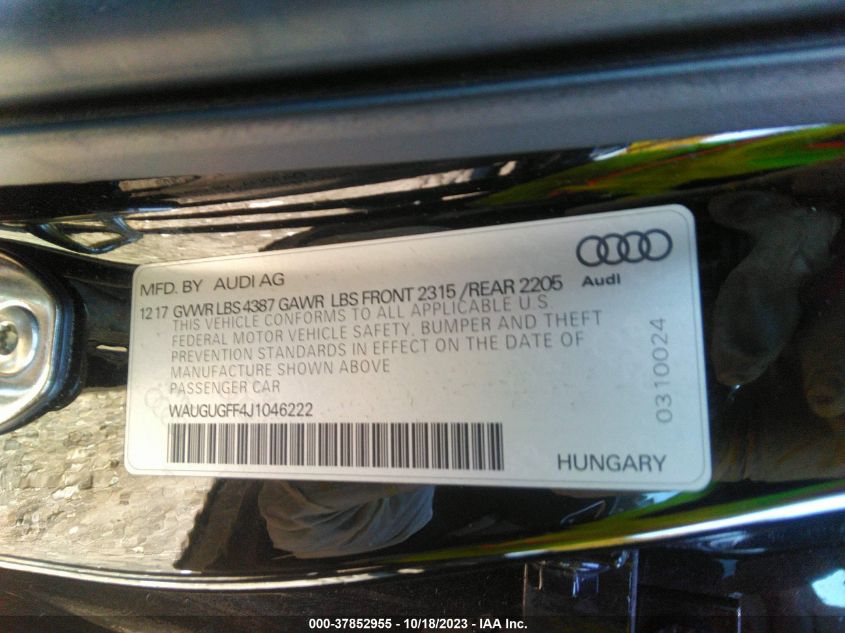 MFD. BY AUDI AG
Audi
12 17 GVWR LBS 4387 GAWR LBS FRONT 2315 / REAR 2205
THIS VEHICLE CONFORMS TO ALL APPLICABLE U S
FEDERAL MOTOR VEHICLE SAFETY, BUMPER AND THEFT
PREVENTION STANDARDS IN EFFECT ON THE DATE OF
MANUFACTURE SHOWN ABOVE
PASSENGER CAR
WAUGUGFF4J1046222
HUNGARY
0310024
000-37852955 - 10/18/2023 - IAA Inc.